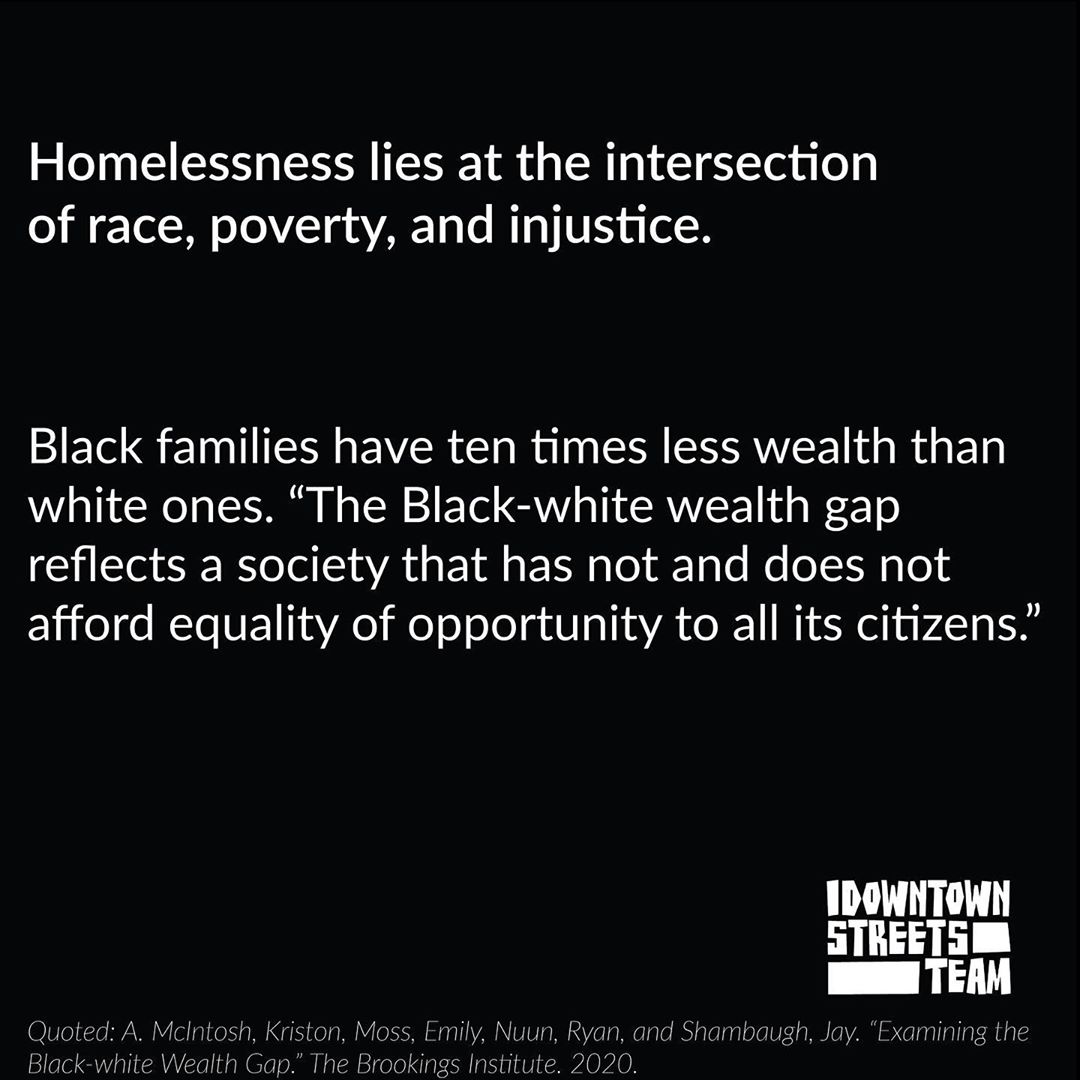 Homelessness lies at the intersection
of race, poverty, and injustice.
Black families have ten times less wealth than
white ones. “The Black-white wealth gap
reflects a society that has not and does not
afford equality of opportunity to all its citizens.”
DOWNTOWN
STREETS
TEAM
Quoted: A. McIntosh, Kriston, Moss, Emily, Nuun, Ryan, and Shambaugh, Jay. “Examining the
Black-white Wealth Gap.” The Brookings Institute. 2020.